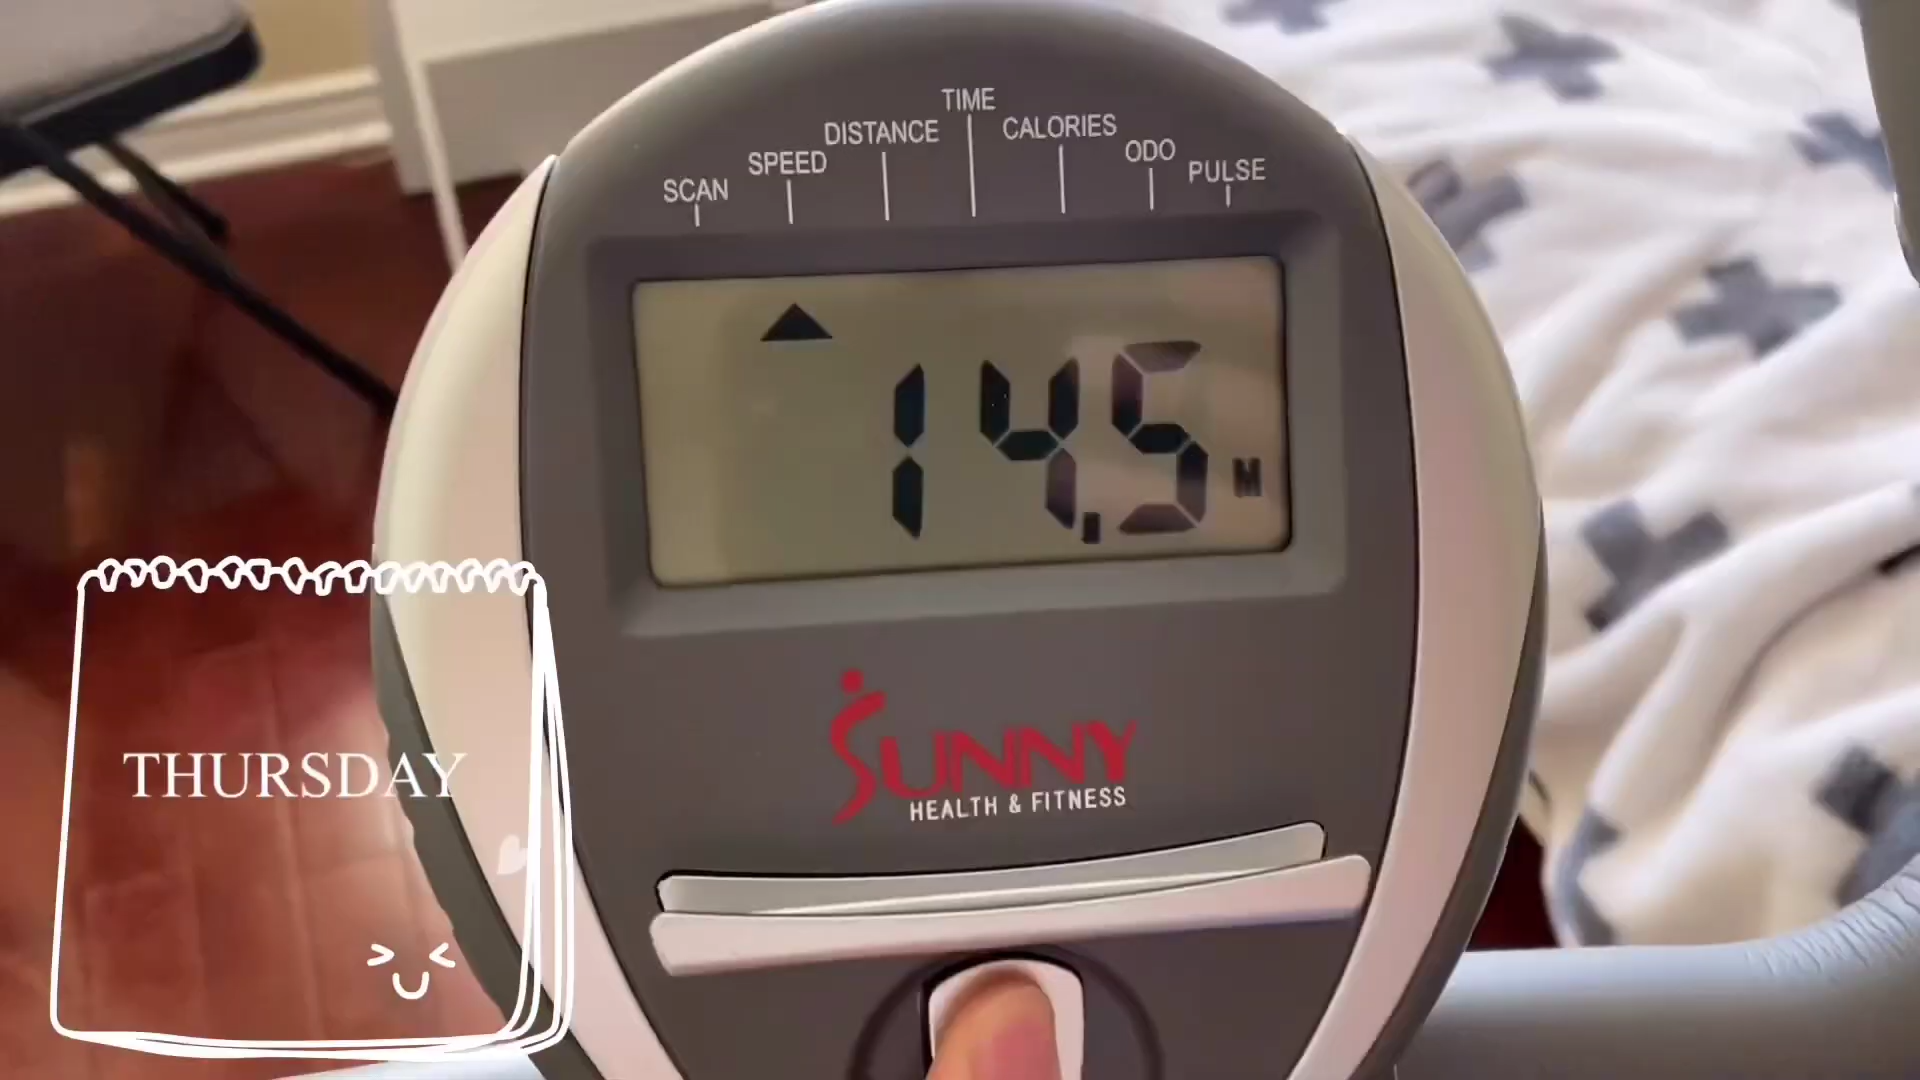 TIME
DISTANCE
CALORIES
SPEED
ODO
SCAN
PULSE
14.5 M
SUNNY
HEALTH & FITNESS
THURSDAY